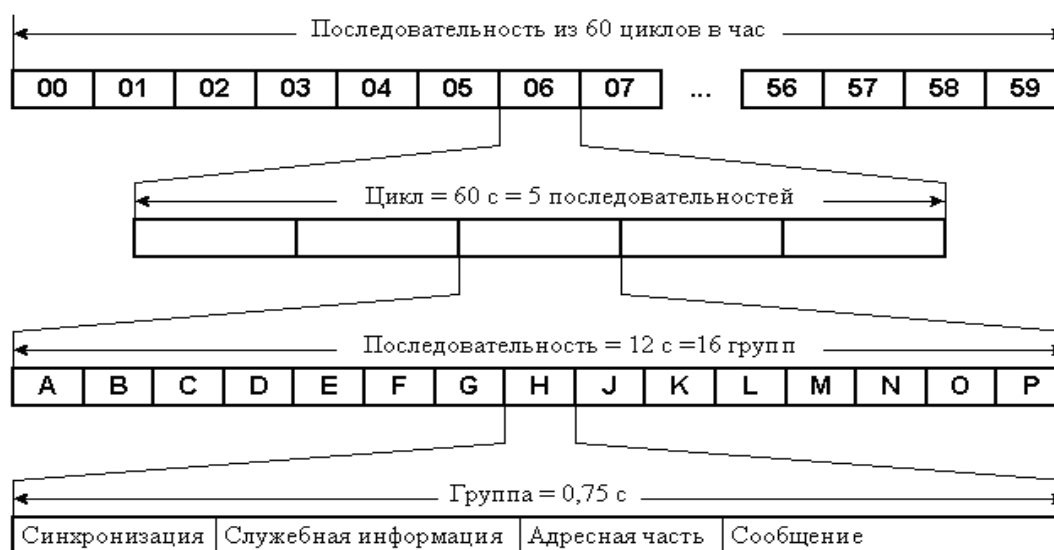 Последовательность из 60 циклов в час
00 01 02 03 04 05 06 07 ... 56 57 58 59
Цикл = 60 с = 5 последовательностей
Последовательность = 12 с =16 групп
A B C D E F G H J K L M N O P
Группа = 0,75 с
Синхронизация Служебная информация Адресная часть Сообщение